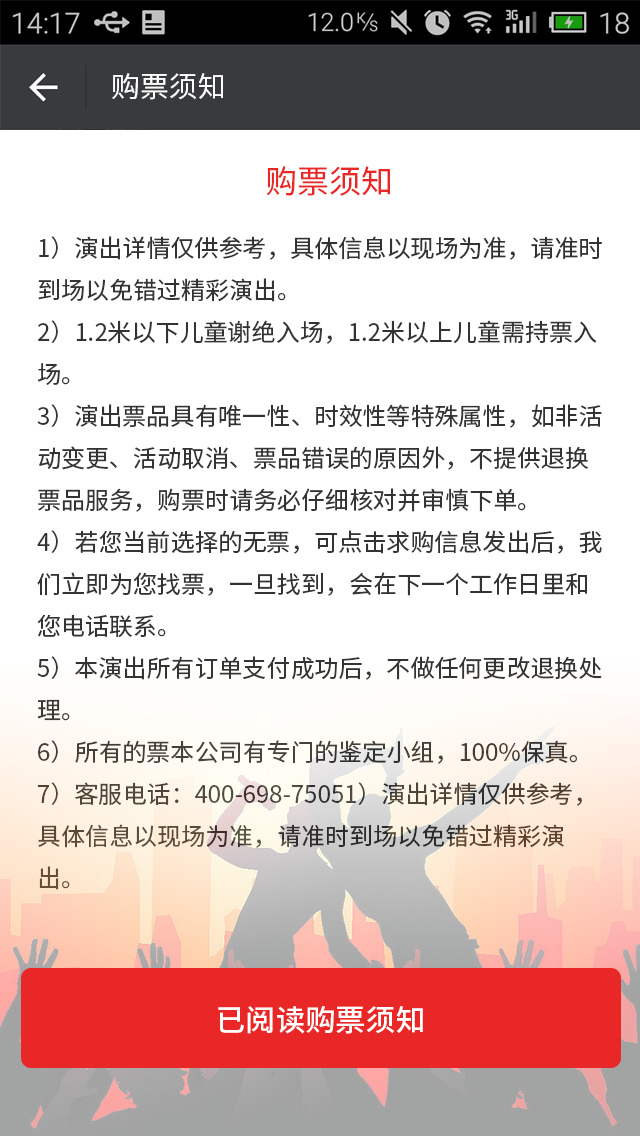 14:17 12.0K/s 3G 18
购票须知
购票须知
1）演出详情仅供参考，具体信息以现场为准，请准时
到场以免错过精彩演出。
2）1.2米以下儿童谢绝入场，1.2米以上儿童需持票入
场。
3）演出票品具有唯一性、时效性等特殊属性，如非活
动变更、活动取消、票品错误的原因外，不提供退换
票品服务，购票时请务必仔细核对并审慎下单。
4）若您当前选择的无票，可点击求购信息发出后，我
们立即为您找票，一旦找到，会在下一个工作日里和
您电话联系。
5）本演出所有订单支付成功后，不做任何更改退换处
理。
6）所有的票本公司有专门的鉴定小组，100%保真。
7）客服电话：400-698-75051）演出详情仅供参考，
具体信息以现场为准，请准时到场以免错过精彩演
出。
已阅读购票须知